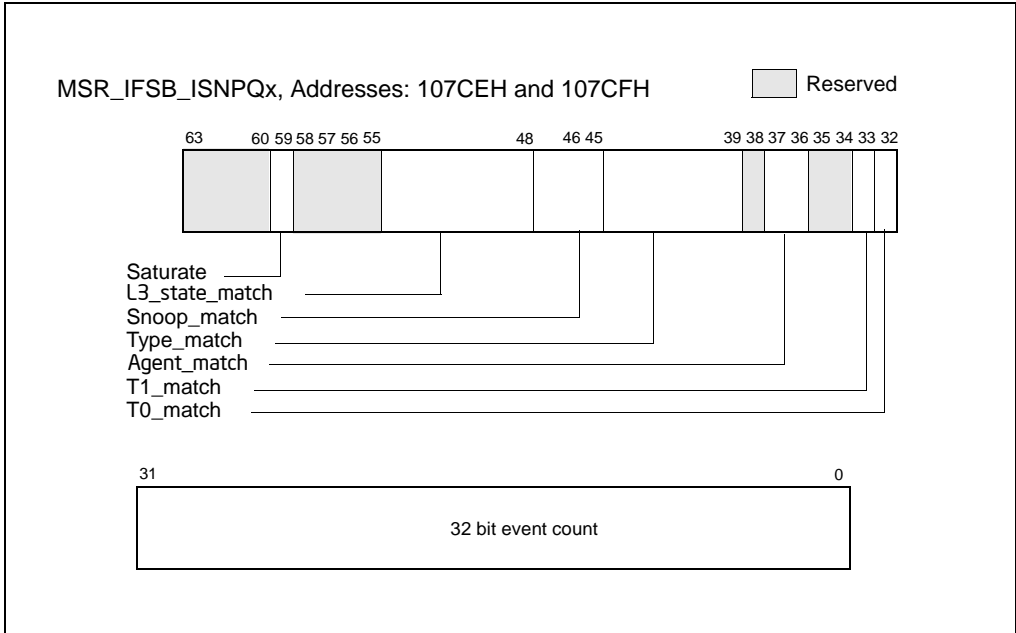 MSR_IFSB_ISNPQx, Addresses: 107CEH and 107CFH
Reserved
63 60 59 58 57 56 55 48 46 45 39 38 37 36 35 34 33 32
Saturate
L3_state_match
Snoop_match
Type_match
Agent_match
T1_match
T0_match
31 0
32 bit event count